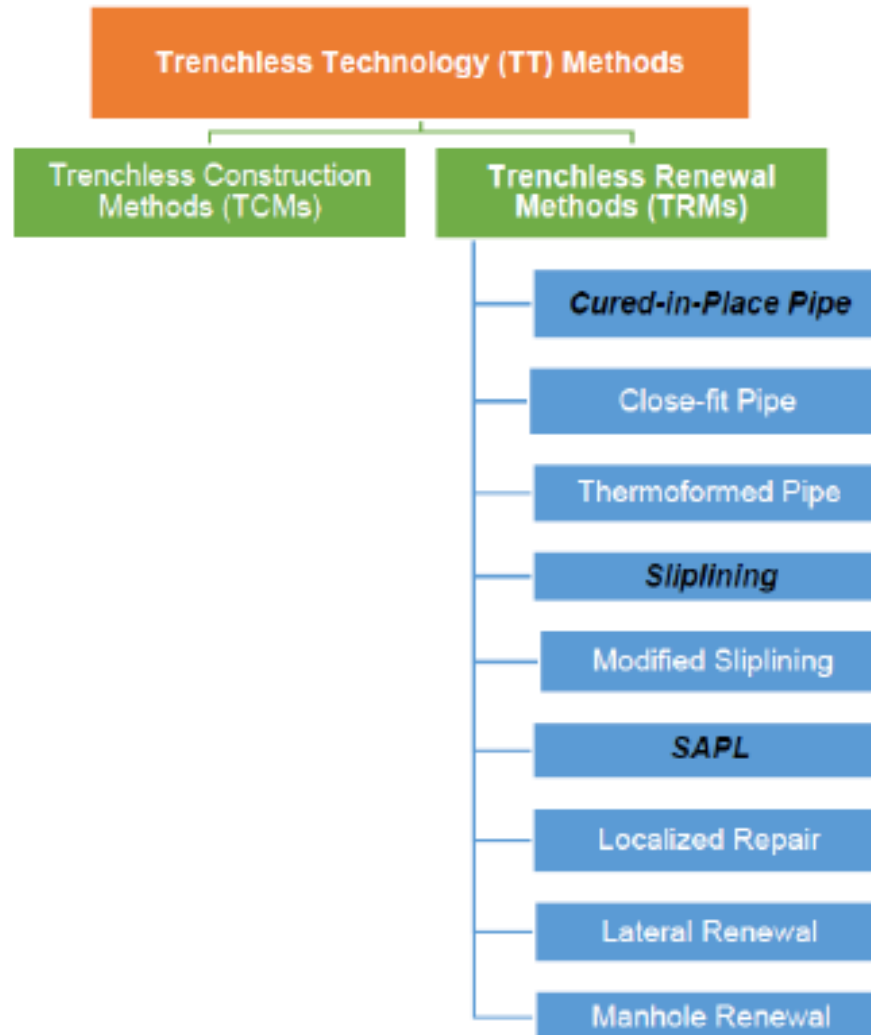 Trenchless Technology (TT) Methods
Trenchless Construction
Methods (TCMs)
Trenchless Renewal
Methods (TRMs)
Cured-in-Place Pipe
Close-fit Pipe
Thermoformed Pipe
Sliplining
Modified Sliplining
SAPL
Localized Repair
Lateral Renewal
Manhole Renewal